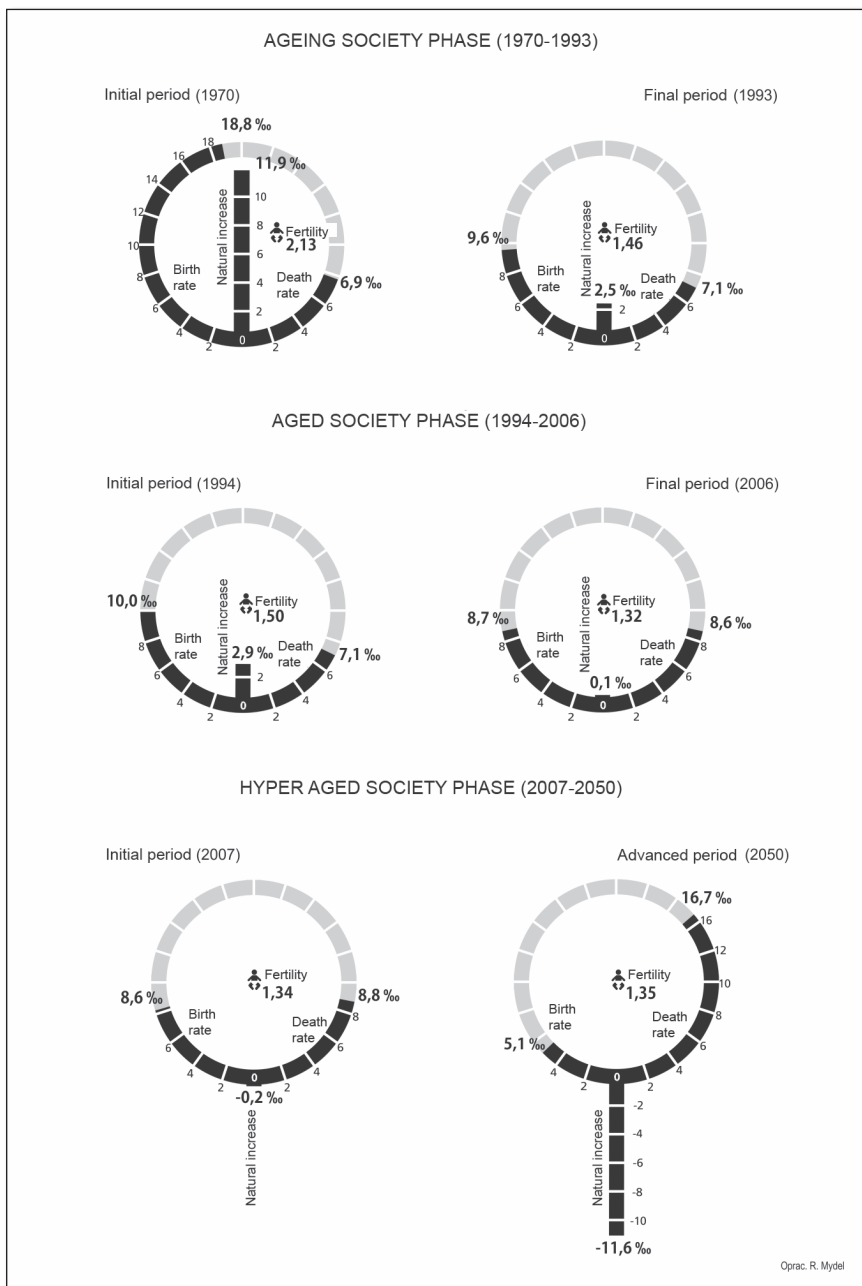 AGEING SOCIETY PHASE (1970-1993)
Initial period (1970)
18,8 ‰
11,9 ‰
18
16
14
12
10
8
6
4
2
0
2
4
6
10
8
6
4
2
Natural increase
Fertility
2,13
Birth
rate
Death
rate
6,9 ‰
Final period (1993)
9,6 ‰
8
6
4
2
0
2
4
6
2
Natural increase
Fertility
1,46
Birth
rate
2,5 ‰
Death
rate
7,1 ‰
AGED SOCIETY PHASE (1994-2006)
Initial period (1994)
10,0 ‰
8
6
4
2
0
2
4
6
2
Natural increase
Fertility
1,50
Birth
rate
2,9 ‰
Death
rate
7,1 ‰
Final period (2006)
8,7 ‰
8
6
4
2
0
2
4
6
8
Natural increase
Fertility
1,32
Birth
rate
0,1 ‰
Death
rate
8,6 ‰
HYPER AGED SOCIETY PHASE (2007-2050)
Initial period (2007)
8,6 ‰
6
4
2
0
2
4
6
8
Fertility
1,34
Birth
rate
Death
rate
8,8 ‰
-0,2 ‰
Natural increase
Advanced period (2050)
16,7 ‰
16
12
10
8
6
4
2
0
2
4
Fertility
1,35
Birth
rate
Death
rate
5,1 ‰
Natural increase
-2
-4
-6
-8
-10
-11,6 ‰
Oprac. R. Mydel